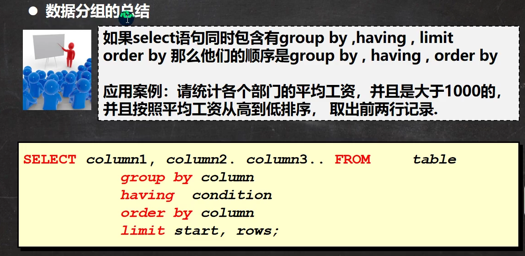 ● 数据分组的总结
如果select语句同时包含有group by ,having , limit
order by 那么他们的顺序是group by , having , order by
应用案例：请统计各个部门的平均工资，并且是大于1000的，
并且按照平均工资从高到低排序， 取出前两行记录.
SELECT column1, column2. column3.. FROM table
group by column
having condition
order by column
limit start, rows;